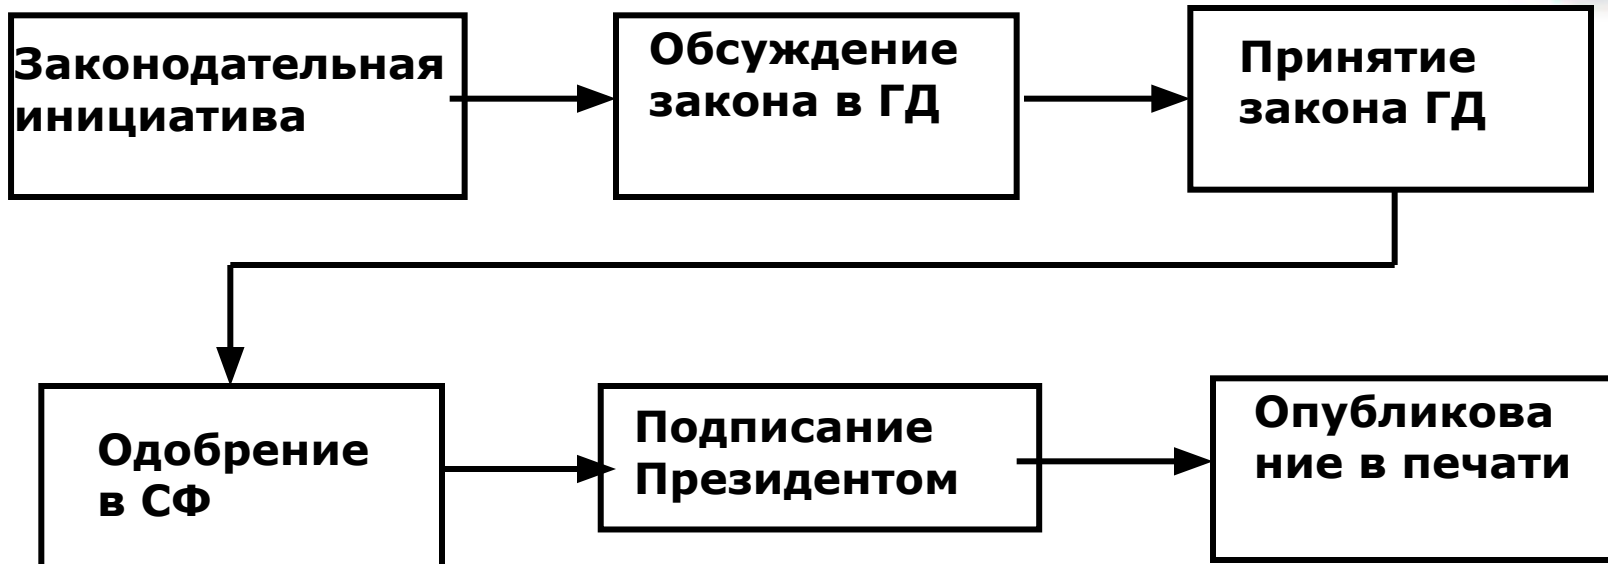 Законодательная
инициатива
Обсуждение
закона в ГД
Принятие
закона ГД
Одобрение
в СФ
Подписание
Президентом
Опубликова
ние в печати